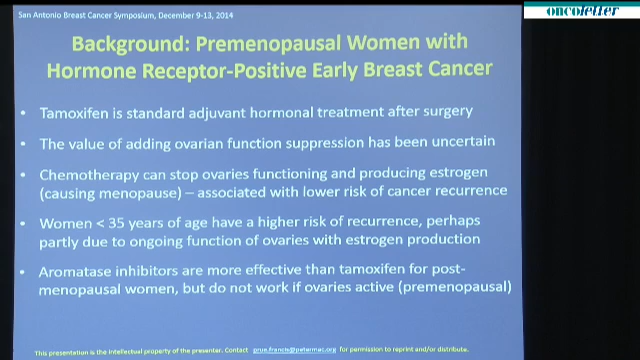 San Antonio Breast Cancer Symposium, December 9-13, 2014
oncoletter
Background: Premenopausal Women with
Hormone Receptor-Positive Early Breast Cancer
• Tamoxifen is standard adjuvant hormonal treatment after surgery
• The value of adding ovarian function suppression has been uncertain
• Chemotherapy can stop ovaries functioning and producing estrogen
(causing menopause) – associated with lower risk of cancer recurrence
• Women < 35 years of age have a higher risk of recurrence, perhaps
partly due to ongoing function of ovaries with estrogen production
• Aromatase inhibitors are more effective than tamoxifen for post-
menopausal women, but do not work if ovaries active (premenopausal)
This presentation is the intellectual property of the presenter. Contact prue.francis@petermac.org for permission to reprint and/or distribute.